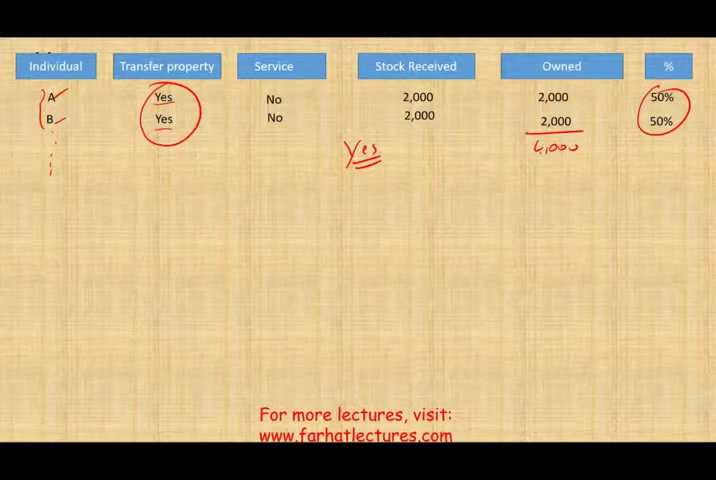 Individual Transfer property Service Stock Received Owned %
A Yes No 2,000 2,000 50%
B Yes No 2,000 2,000 50%
Yes 4,000
For more lectures, visit:
www.farhatlectures.com